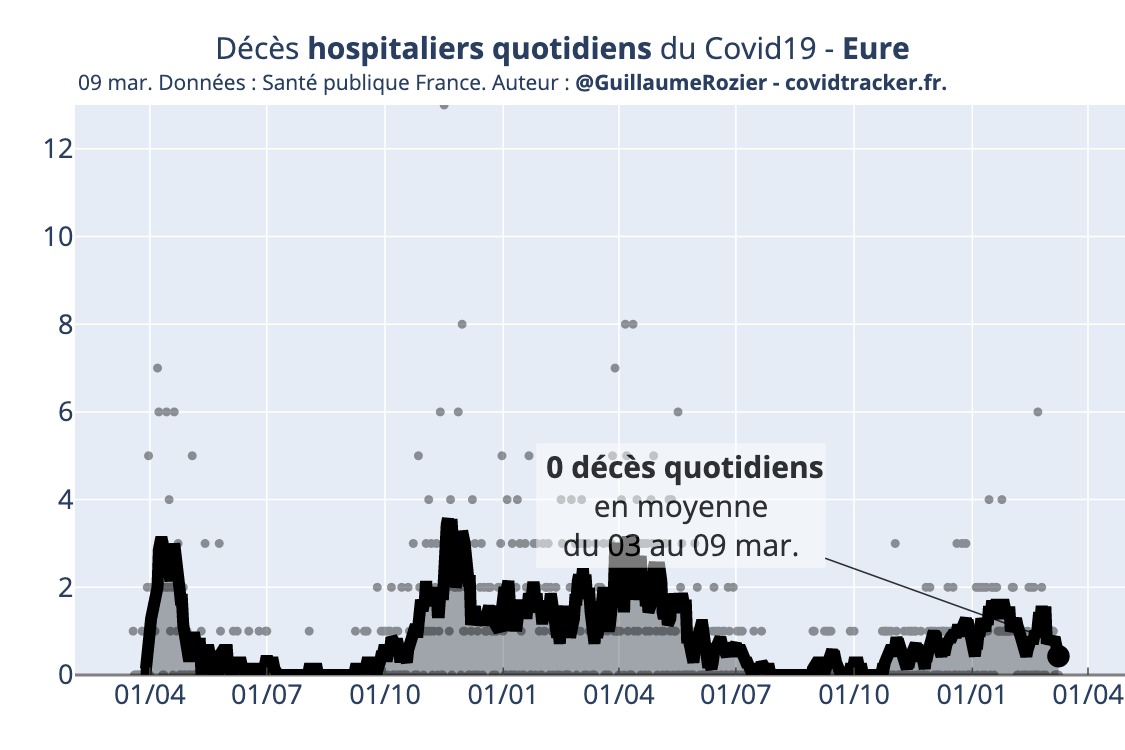 Décès hospitaliers quotidiens du Covid19 - Eure
09 mar. Données : Santé publique France. Auteur : @GuillaumeRozier - covidtracker.fr.
12
10
8
6
4
2
0
0 décès quotidiens
en moyenne
du 03 au 09 mar.
01/04 01/07 01/10 01/01 01/04 01/07 01/10 01/01 01/04